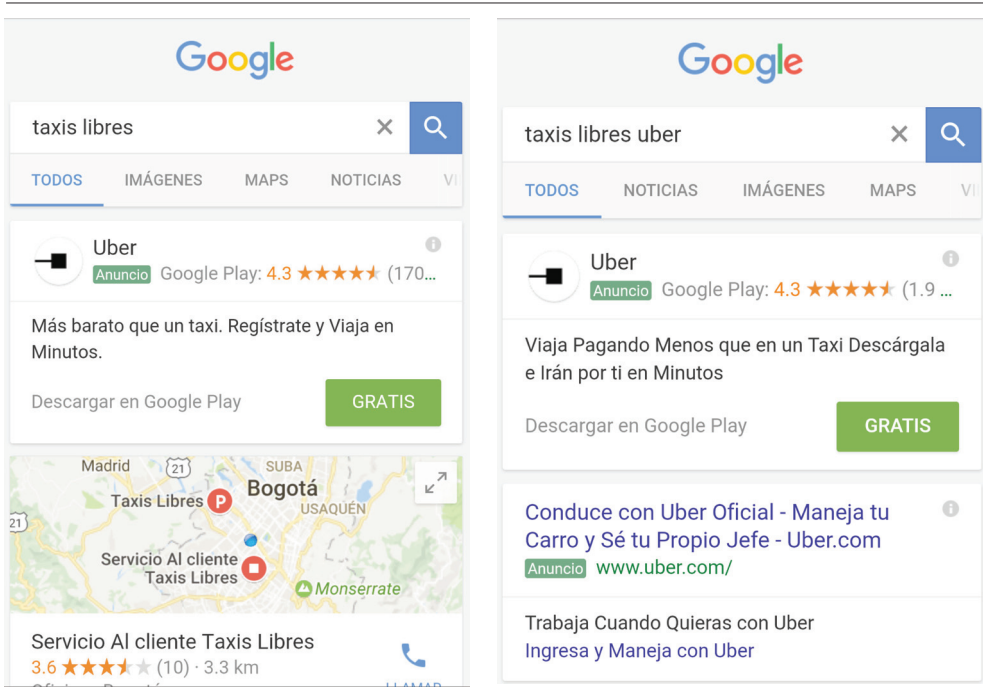 Google
taxis libres
TODOS IMÁGENES MAPS NOTICIAS VI
Uber
Anuncio Google Play: 4.3 (170...
Más barato que un taxi. Regístrate y Viaja en
Minutos.
Descargar en Google Play GRATIS
Madrid
21
SUBA
Bogotá
Taxis Libres P
USAQUÉN
21
Servicio Al cliente
Taxis Libres
Monserrate
Servicio Al cliente Taxis Libres
3.6 (10) · 3.3 km
LLAMAR
Google
taxis libres uber
TODOS NOTICIAS IMÁGENES MAPS VI
Uber
Anuncio Google Play: 4.3 (1.9 ...
Viaja Pagando Menos que en un Taxi Descárgala
e Irán por ti en Minutos
Descargar en Google Play GRATIS
Conduce con Uber Oficial - Maneja tu
Carro y Sé tu Propio Jefe - Uber.com
Anuncio www.uber.com/
Trabaja Cuando Quieras con Uber
Ingresa y Maneja con Uber